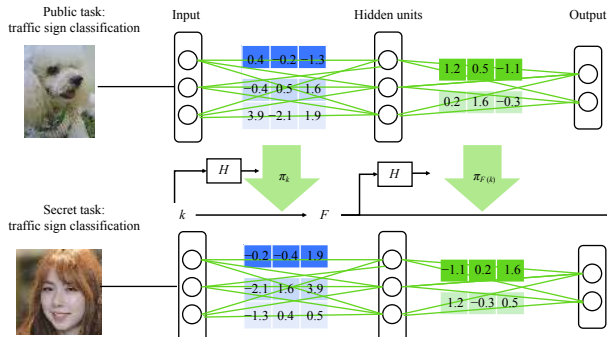 Public task:
traffic sign classification
Input
Hidden units
Output
0.4 −0.2 −1.3
−0.4 0.5 1.6
3.9 −2.1 1.9
1.2 0.5 −1.1
0.2 1.6 −0.3
H
πk
H
πF (k)
k
F
Secret task:
traffic sign classification
−0.2 −0.4 1.9
−2.1 1.6 3.9
−1.3 0.4 0.5
−1.1 0.2 1.6
1.2 −0.3 0.5